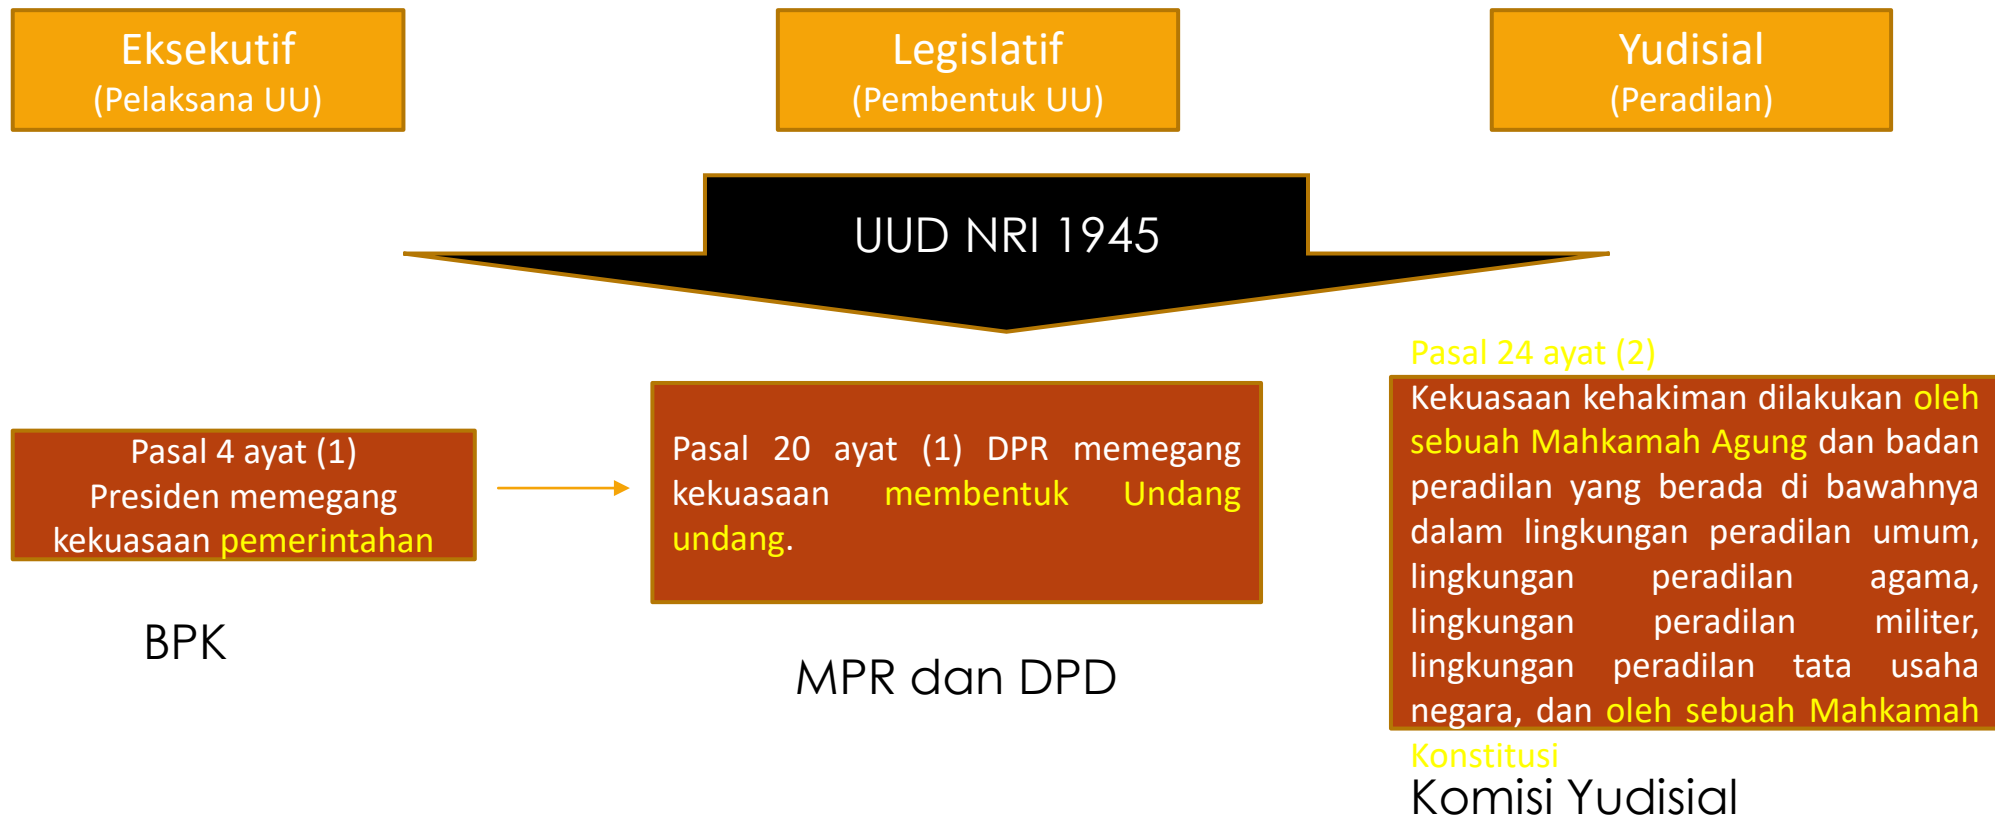 Eksekutif
(Pelaksana UU)
Legislatif
(Pembentuk UU)
Yudisial
(Peradilan)
UUD NRI 1945
Pasal 4 ayat (1)
Presiden memegang
kekuasaan pemerintahan
BPK
Pasal 20 ayat (1) DPR memegang
kekuasaan membentuk Undang
undang.
MPR dan DPD
Pasal 24 ayat (2)
Kekuasaan kehakiman dilakukan oleh
sebuah Mahkamah Agung dan badan
peradilan yang berada di bawahnya
dalam lingkungan peradilan umum,
lingkungan peradilan agama,
lingkungan peradilan militer,
lingkungan peradilan tata usaha
negara, dan oleh sebuah Mahkamah
Konstitusi
Komisi Yudisial